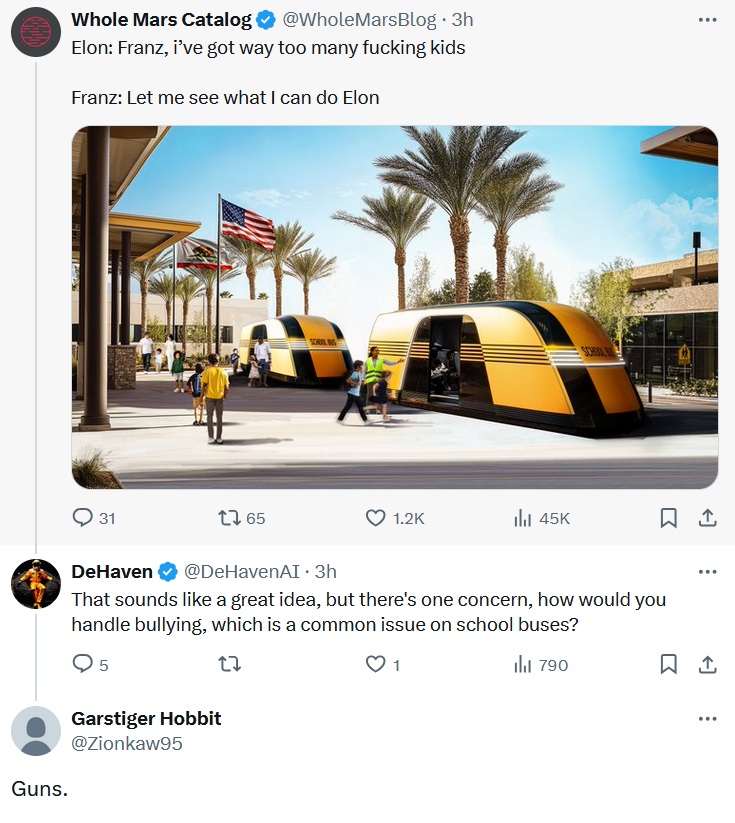 Whole Mars Catalog @WholeMarsBlog · 3h
Elon: Franz, i’ve got way too many fucking kids
Franz: Let me see what I can do Elon
SCHOOL BUS
SCHOOL BUS
31 65 1.2K 45K
DeHaven @DeHavenAI · 3h
That sounds like a great idea, but there's one concern, how would you
handle bullying, which is a common issue on school buses?
5 1 790
Garstiger Hobbit
@Zionkaw95
Guns.